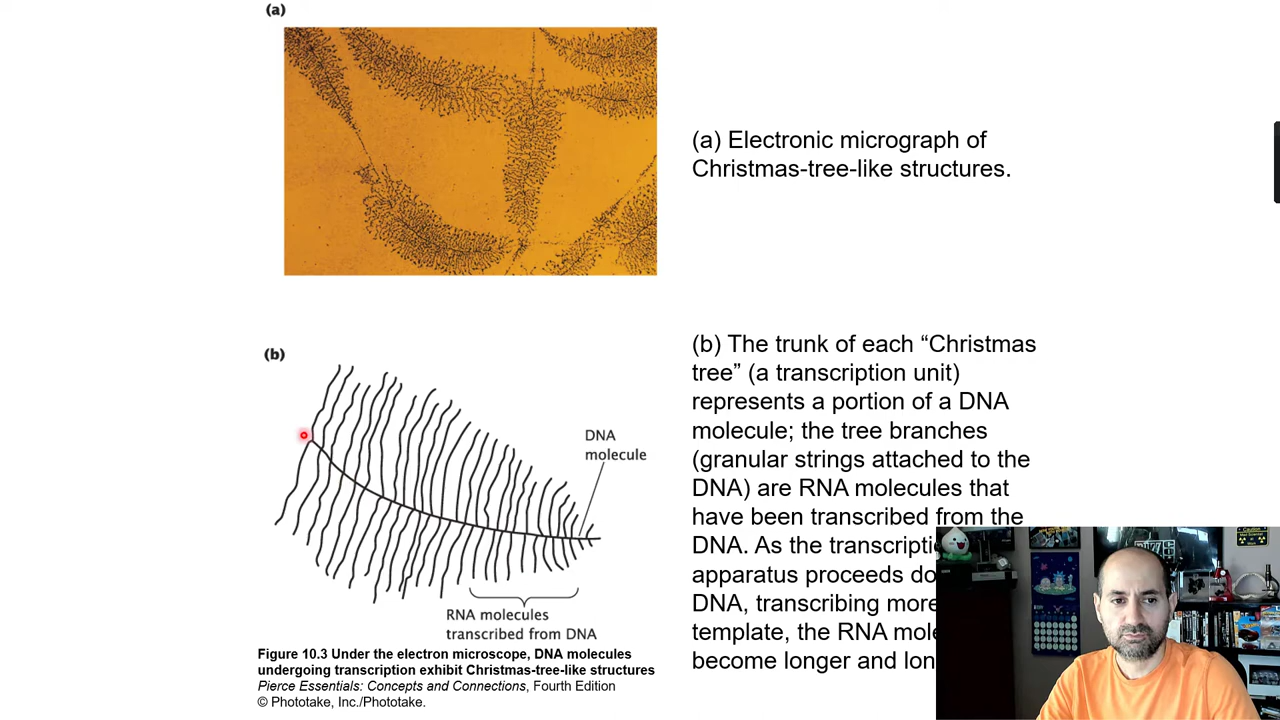 (a)
(a) Electronic micrograph of
Christmas-tree-like structures.
(b)
DNA
molecule
RNA molecules
transcribed from DNA
(b) The trunk of each “Christmas
tree” (a transcription unit)
represents a portion of a DNA
molecule; the tree branches
(granular strings attached to the
DNA) are RNA molecules that
have been transcribed from the
DNA. As the
apparatus proceeds
DNA, transcribing more
template, the RNA
become longer and
Figure 10.3 Under the electron microscope, DNA molecules
undergoing transcription exhibit Christmas-tree-like structures
Pierce Essentials: Concepts and Connections, Fourth Edition
© Phototake, Inc./Phototake.